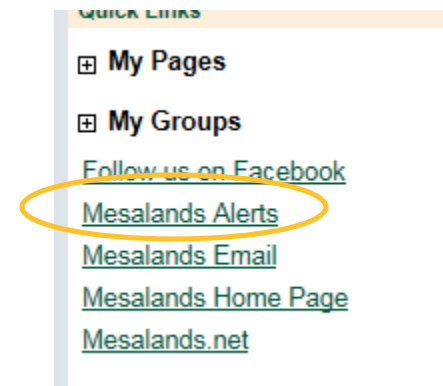 Quick Links
My Pages
My Groups
Follow us on Facebook
Mesalands Alerts
Mesalands Email
Mesalands Home Page
Mesalands.net